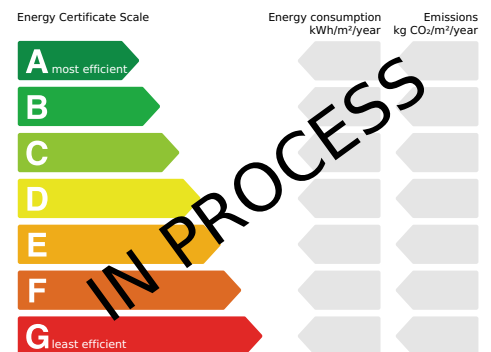 Energy Certificate Scale
Energy consumption
kWh/m²/year
Emissions
kg CO₂/m²/year
A most efficient
B
C
D
E
F
G least efficient
IN PROCESS